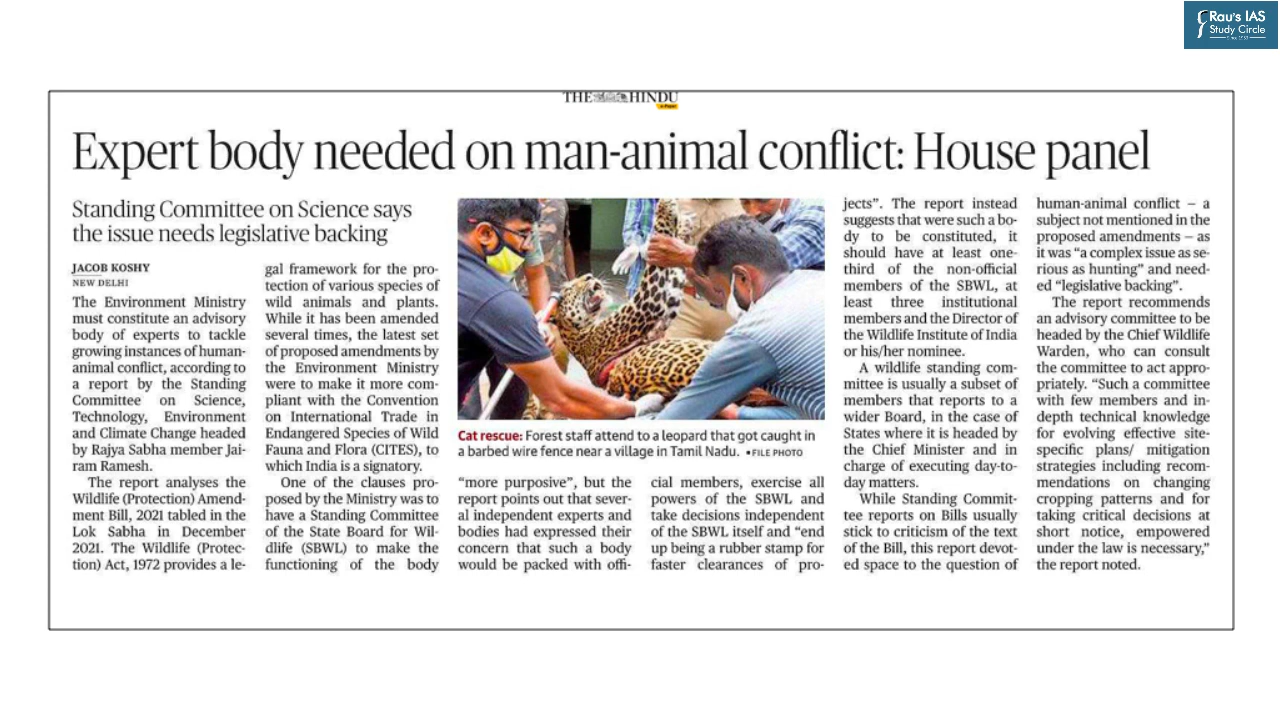 Rau's IAS
Study Circle
THE HINDU
Expert body needed on man-animal conflict: House panel
Standing Committee on Science says
the issue needs legislative backing
JACOB KOSHY
NEW DELHI
The Environment Ministry
must constitute an advisory
body of experts to tackle
growing instances of human-
animal conflict, according to
a report by the Standing
Committee on Science,
Technology, Environment
and Climate Change headed
by Rajya Sabha member Jai-
ram Ramesh.
The report analyses the
Wildlife (Protection) Amend-
ment Bill, 2021 tabled in the
Lok Sabha in December
2021. The Wildlife (Protec-
tion) Act, 1972 provides a le-
gal framework for the pro-
tection of various species of
wild animals and plants.
While it has been amended
several times, the latest set
of proposed amendments by
the Environment Ministry
were to make it more com-
pliant with the Convention
on International Trade in
Endangered Species of Wild
Fauna and Flora (CITES), to
which India is a signatory.
One of the clauses pro-
posed by the Ministry was to
have a Standing Committee
of the State Board for Wil-
dlife (SBWL) to make the
functioning of the body
Cat rescue: Forest staff attend to a leopard that got caught in
a barbed wire fence near a village in Tamil Nadu. •FILE PHOTO
"more purposive", but the
report points out that sever-
al independent experts and
bodies had expressed their
concern that such a body
would be packed with offi-
cial members, exercise all
powers of the SBWL and
take decisions independent
of the SBWL itself and "end
up being a rubber stamp for
faster clearances of pro-
jects". The report instead
suggests that were such a bo-
dy to be constituted, it
should have at least one-
third of the non-official
members of the SBWL, at
least three institutional
members and the Director of
the Wildlife Institute of India
or his/her nominee.
A wildlife standing com-
mittee is usually a subset of
members that reports to a
wider Board, in the case of
States where it is headed by
the Chief Minister and in
charge of executing day-to-
day matters.
While Standing Commit-
tee reports on Bills usually
stick to criticism of the text
of the Bill, this report devot-
ed space to the question of
human-animal conflict – a
subject not mentioned in the
proposed amendments – as
it was "a complex issue as se-
rious as hunting" and need-
ed "legislative backing".
The report recommends
an advisory committee to be
headed by the Chief Wildlife
Warden, who can consult
the committee to act appro-
priately. "Such a committee
with few members and in-
depth technical knowledge
for evolving effective site-
specific plans/ mitigation
strategies including recom-
mendations on changing
cropping patterns and for
taking critical decisions at
short notice, empowered
under the law is necessary,"
the report noted.